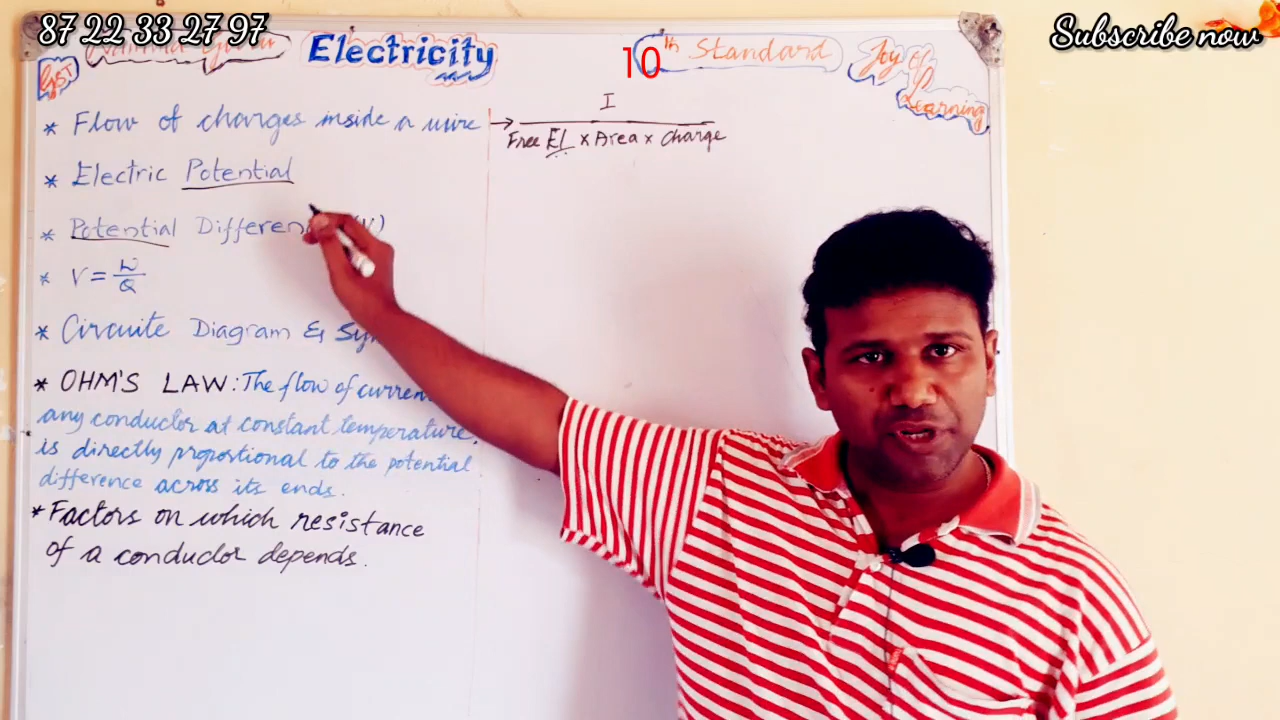 87 22 33 27 97
Subscribe now
Electricity
10th Standard
Joy of
Learning
* Flow of charges inside a wire
I
Free El × Area × Charge
* Electric Potential
* Potential Differen V)
* V = W/Q
* Circuite Diagram & Sy
* OHM'S LAW: The flow of curren
any conductor at constant temperature,
is directly proportional to the potential
difference across its ends.
* Factors on which resistance
of a conductor depends.